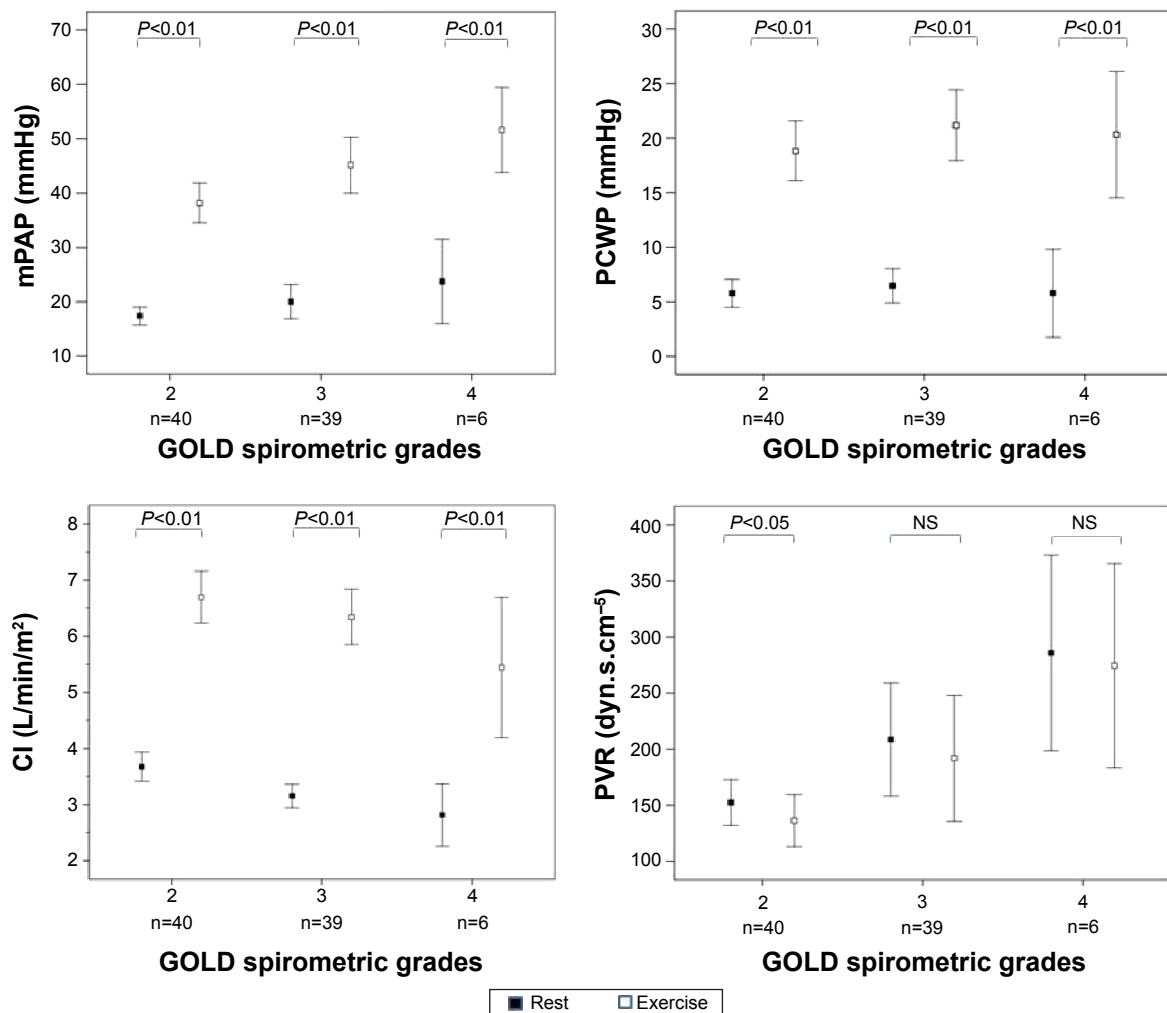 70
60
50
40
30
20
10
mPAP (mmHg)
P<0.01
P<0.01
P<0.01
2
3
4
n=40
n=39
n=6
GOLD spirometric grades
30
25
20
15
10
5
0
PCWP (mmHg)
P<0.01
P<0.01
P<0.01
2
3
4
n=40
n=39
n=6
GOLD spirometric grades
8
7
6
5
4
3
2
CI (L/min/m²)
P<0.01
P<0.01
P<0.01
2
3
4
n=40
n=39
n=6
GOLD spirometric grades
400
350
300
250
200
150
100
PVR (dyn.s.cm⁻⁵)
P<0.05
NS
NS
2
3
4
n=40
n=39
n=6
GOLD spirometric grades
Rest
Exercise